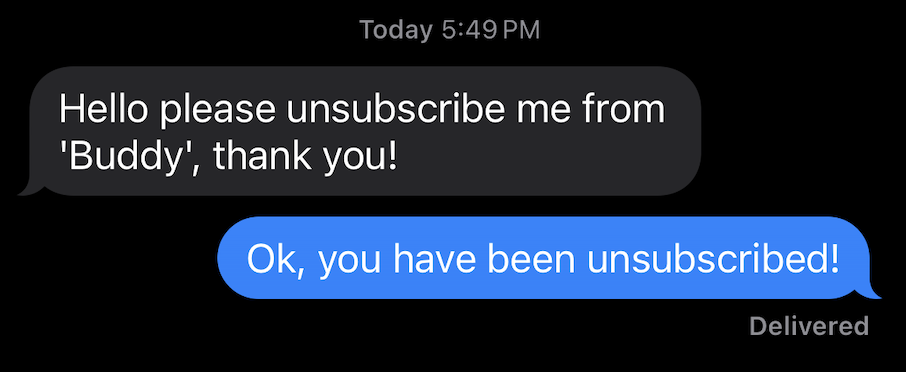 Today 5:49 PM
Hello please unsubscribe me from
'Buddy', thank you!
Ok, you have been unsubscribed!
Delivered